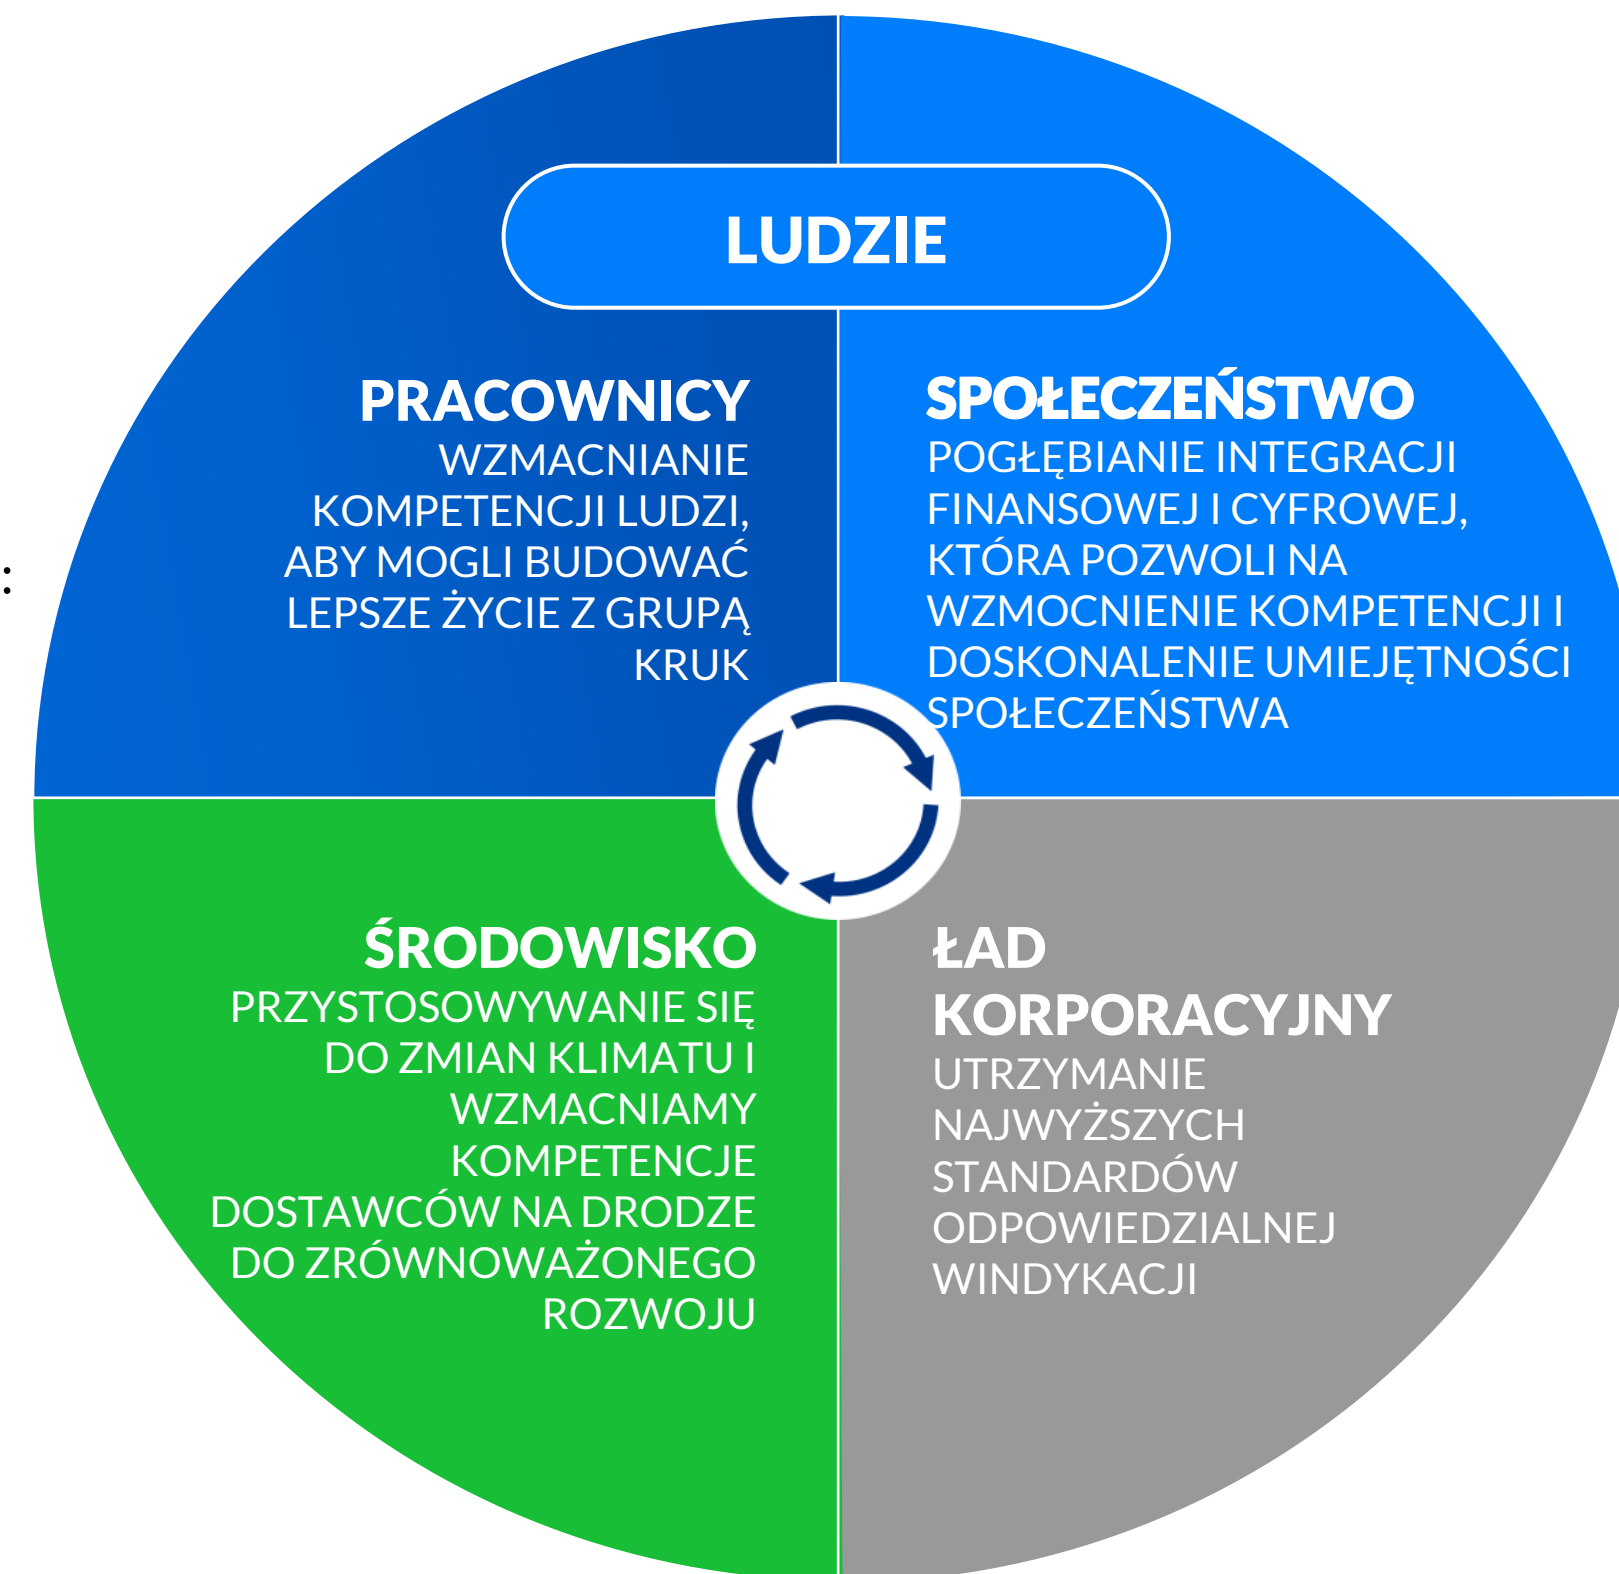 LUDZIE
PRACOWNICY
WZMACNIANIE
KOMPETENCJI LUDZI,
ABY MOGLI BUDOWAĆ
LEPSZE ŻYCIE Z GRUPĄ
KRUK
SPOŁECZEŃSTWO
POGŁĘBIANIE INTEGRACJI
FINANSOWEJ I CYFROWEJ,
KTÓRA POZWOLI NA
WZMOCNIENIE KOMPETENCJI I
DOSKONALENIE UMIEJĘTNOŚCI
SPOŁECZEŃSTWA
:
ŚRODOWISKO
PRZYSTOSOWYWANIE SIĘ
DO ZMIAN KLIMATU I
WZMACNIAMY
KOMPETENCJE
DOSTAWCÓW NA DRODZE
DO ZRÓWNOWAŻONEGO
ROZWOJU
ŁAD
KORPORACYJNY
UTRZYMANIE
NAJWYŻSZYCH
STANDARDÓW
ODPOWIEDZIALNEJ
WINDYKACJI